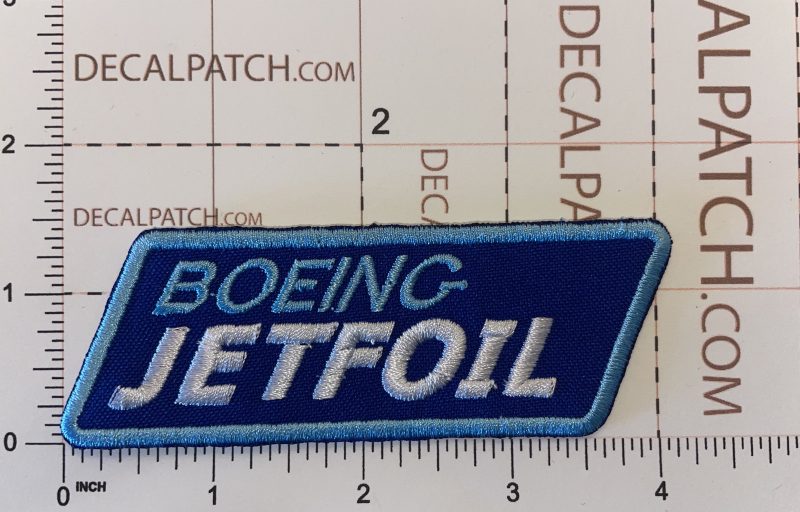 DECALPATCH.COM
2
2
DECALPATCH.COM
DECALPA
DECALPATCH.COM
DECA
1
BOEING
JETFOIL
0
0 INCH 1 2 3 4